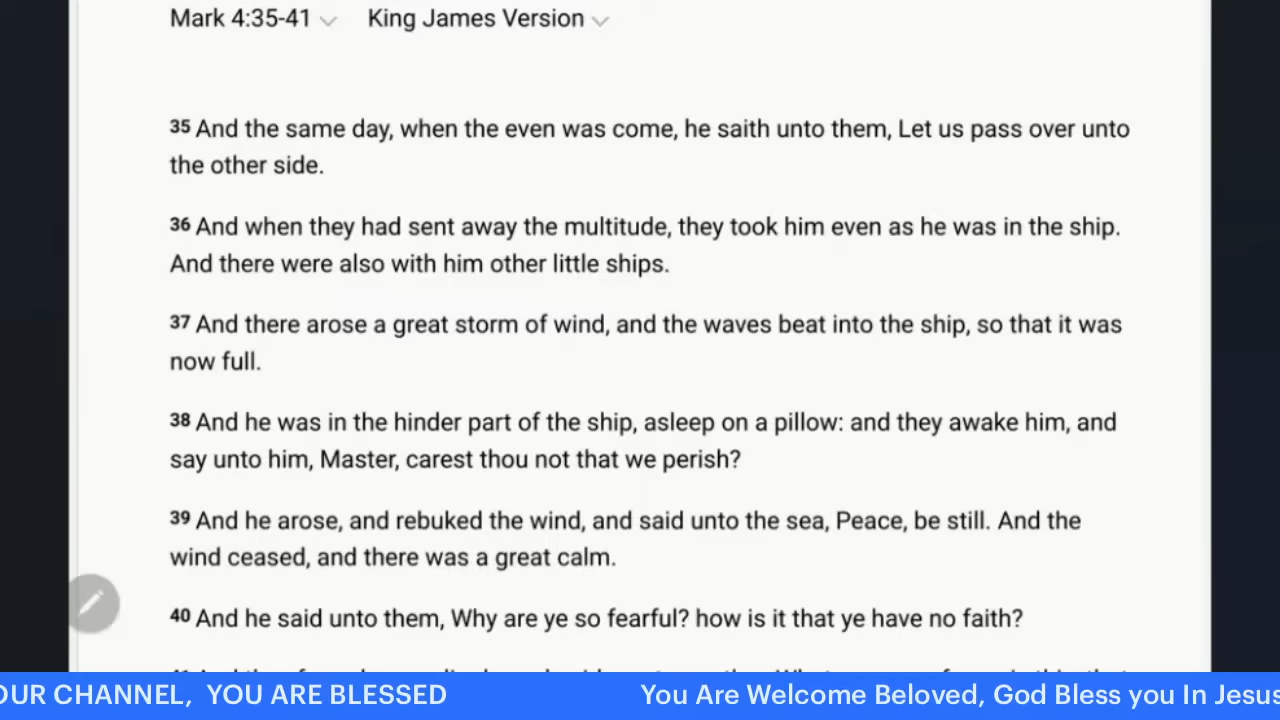 Mark 4:35-41 King James Version
35 And the same day, when the even was come, he saith unto them, Let us pass over unto
the other side.
36 And when they had sent away the multitude, they took him even as he was in the ship.
And there were also with him other little ships.
37 And there arose a great storm of wind, and the waves beat into the ship, so that it was
now full.
38 And he was in the hinder part of the ship, asleep on a pillow: and they awake him, and
say unto him, Master, carest thou not that we perish?
39 And he arose, and rebuked the wind, and said unto the sea, Peace, be still. And the
wind ceased, and there was a great calm.
40 And he said unto them, Why are ye so fearful? how is it that ye have no faith?
OUR CHANNEL, YOU ARE BLESSED You Are Welcome Beloved, God Bless you In Jesus